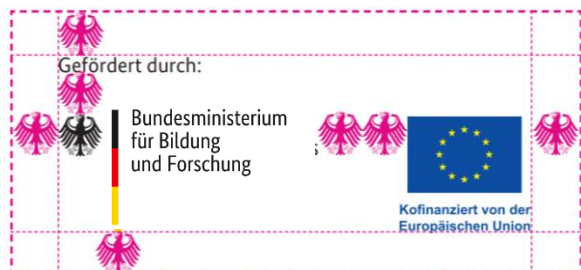 Gefördert durch:
Bundesministerium
für Bildung
und Forschung
s
Kofinanziert von der
Europäischen Union